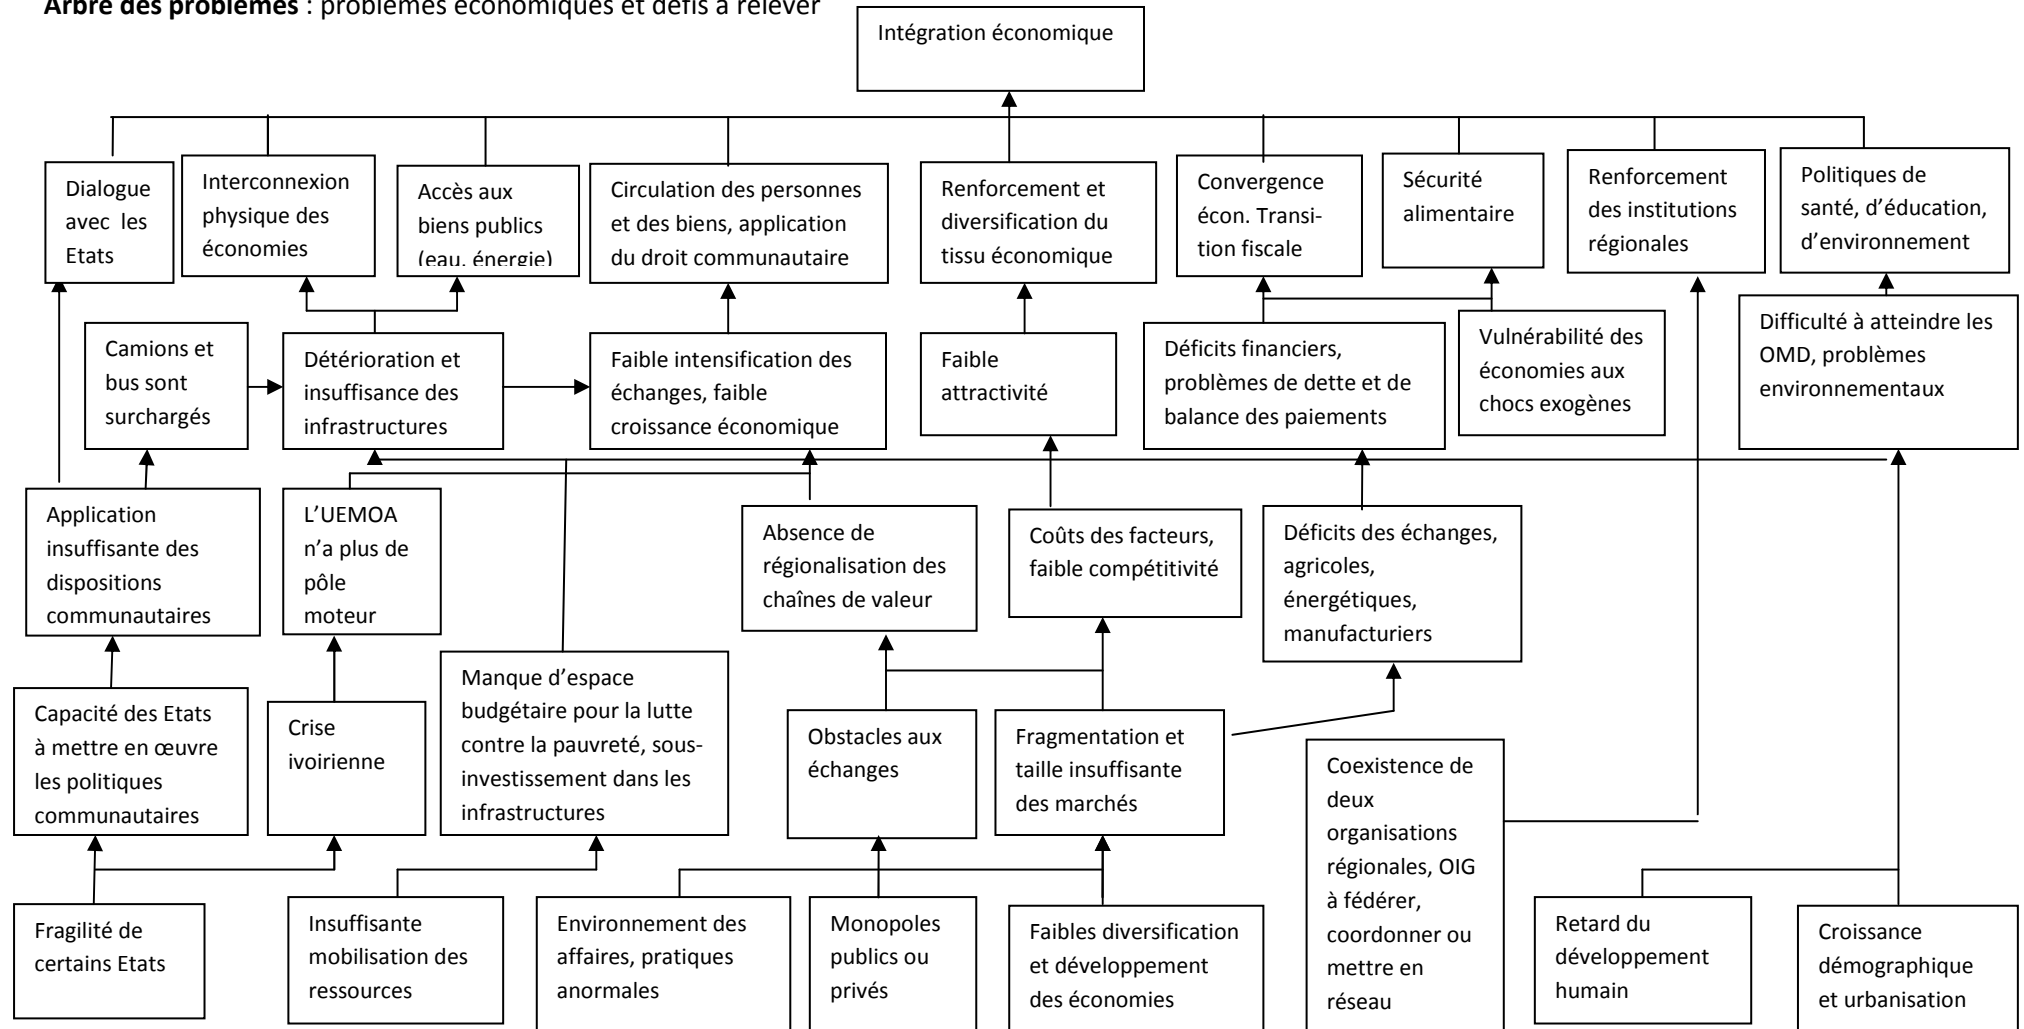 Arbre des problèmes : problèmes économiques et défis à relever
Intégration économique
Dialogue
avec les
Etats
Interconnexion
physique des
économies
Accès aux
biens publics
(eau, énergie)
Circulation des personnes
et des biens, application
du droit communautaire
Renforcement et
diversification du
tissu économique
Convergence
écon. Transi-
tion fiscale
Sécurité
alimentaire
Renforcement
des institutions
régionales
Politiques de
santé, d’éducation,
d’environnement
Camions et
bus sont
surchargés
Détérioration et
insuffisance des
infrastructures
Faible intensification des
échanges, faible
croissance économique
Faible
attractivité
Déficits financiers,
problèmes de dette et de
balance des paiements
Vulnérabilité des
économies aux
chocs exogènes
Difficulté à atteindre les
OMD, problèmes
environnementaux
Application
insuffisante des
dispositions
communautaires
L’UEMOA
n’a plus de
pôle
moteur
Absence de
régionalisation des
chaînes de valeur
Coûts des facteurs,
faible compétitivité
Déficits des échanges,
agricoles,
énergétiques,
manufacturiers
Capacité des Etats
à mettre en œuvre
les politiques
communautaires
Crise
ivoirienne
Manque d’espace
budgétaire pour la lutte
contre la pauvreté, sous-
investissement dans les
infrastructures
Obstacles aux
échanges
Fragmentation et
taille insuffisante
des marchés
Coexistence de
deux
organisations
régionales, OIG
à fédérer,
coordonner ou
mettre en
réseau
Fragilité de
certains Etats
Insuffisante
mobilisation des
ressources
Environnement des
affaires, pratiques
anormales
Monopoles
publics ou
privés
Faibles diversification
et développement
des économies
Retard du
développement
humain
Croissance
démographique
et urbanisation